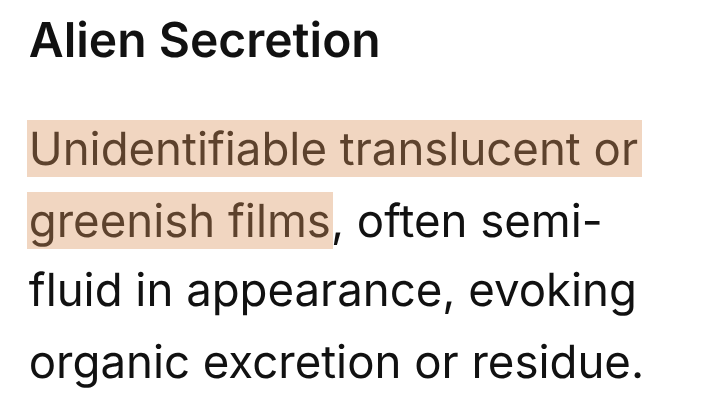 Alien Secretion
Unidentifiable translucent or
greenish films, often semi-
fluid in appearance, evoking
organic excretion or residue.